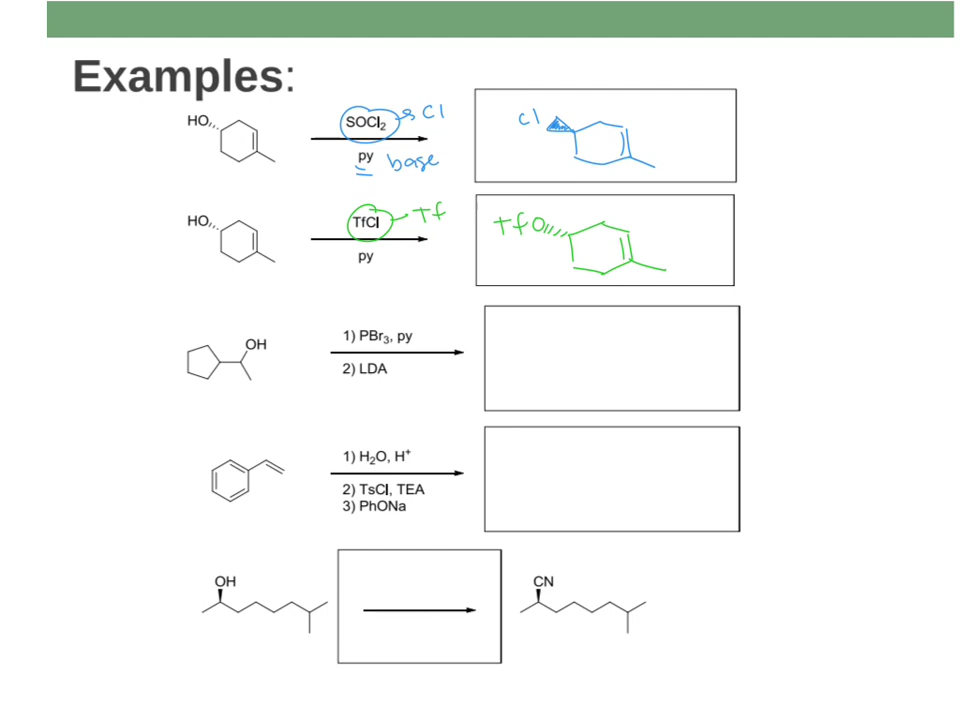 Examples:
HO
SOCl2 → Cl
py base
Cl
HO
TfCl - Tf
py
TfO
OH
1) PBr3, py
2) LDA
1) H2O, H+
2) TsCl, TEA
3) PhONa
OH
CN